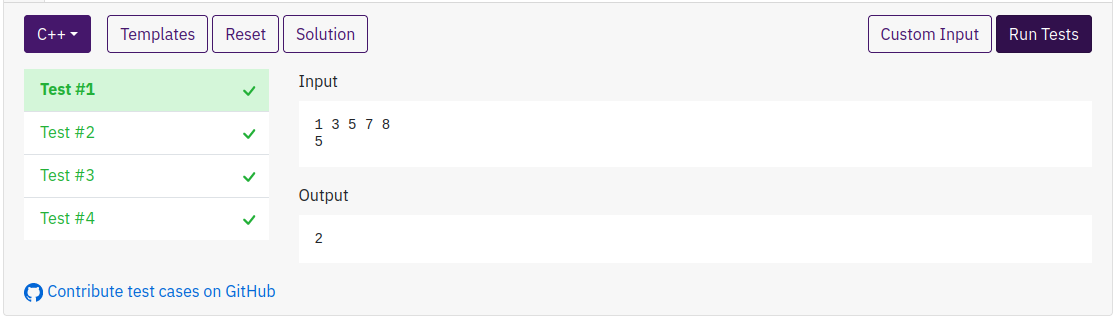 C++ Templates Reset Solution Custom Input Run Tests
Test #1
Test #2
Test #3
Test #4
Input
1 3 5 7 8
5
Output
2
Contribute test cases on GitHub